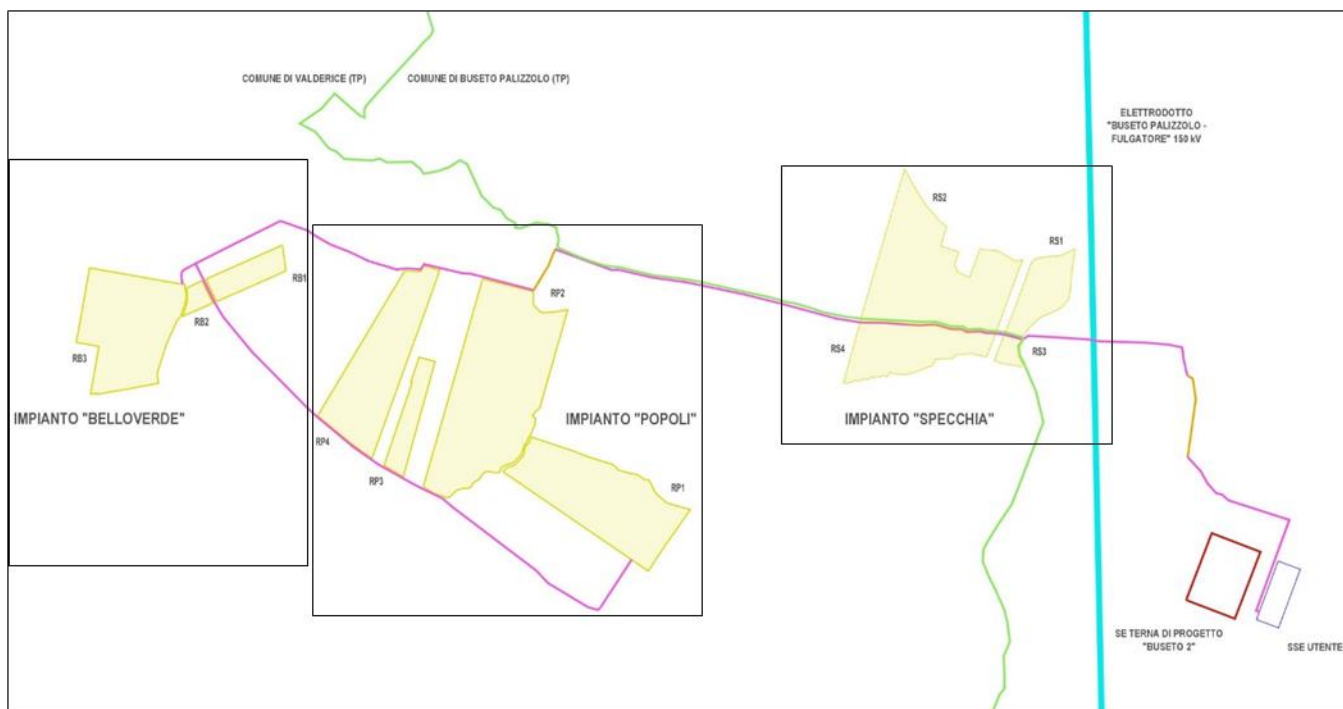 COMUNE DI VALDERICE (TP)
COMUNE DI BUSETO PALIZZOLO (TP)
ELETTRODOTTO
"BUSETO PALIZZOLO -
FULGATORE" 150 kV
RS2
RS1
RB1
RP2
RB2
RS4
RS3
RB3
IMPIANTO "BELLOVERDE"
IMPIANTO "POPOLI"
IMPIANTO "SPECCHIA"
RP4
RP3
RP1
SE TERNA DI PROGETTO
"BUSETO 2"
SSE UTENTE